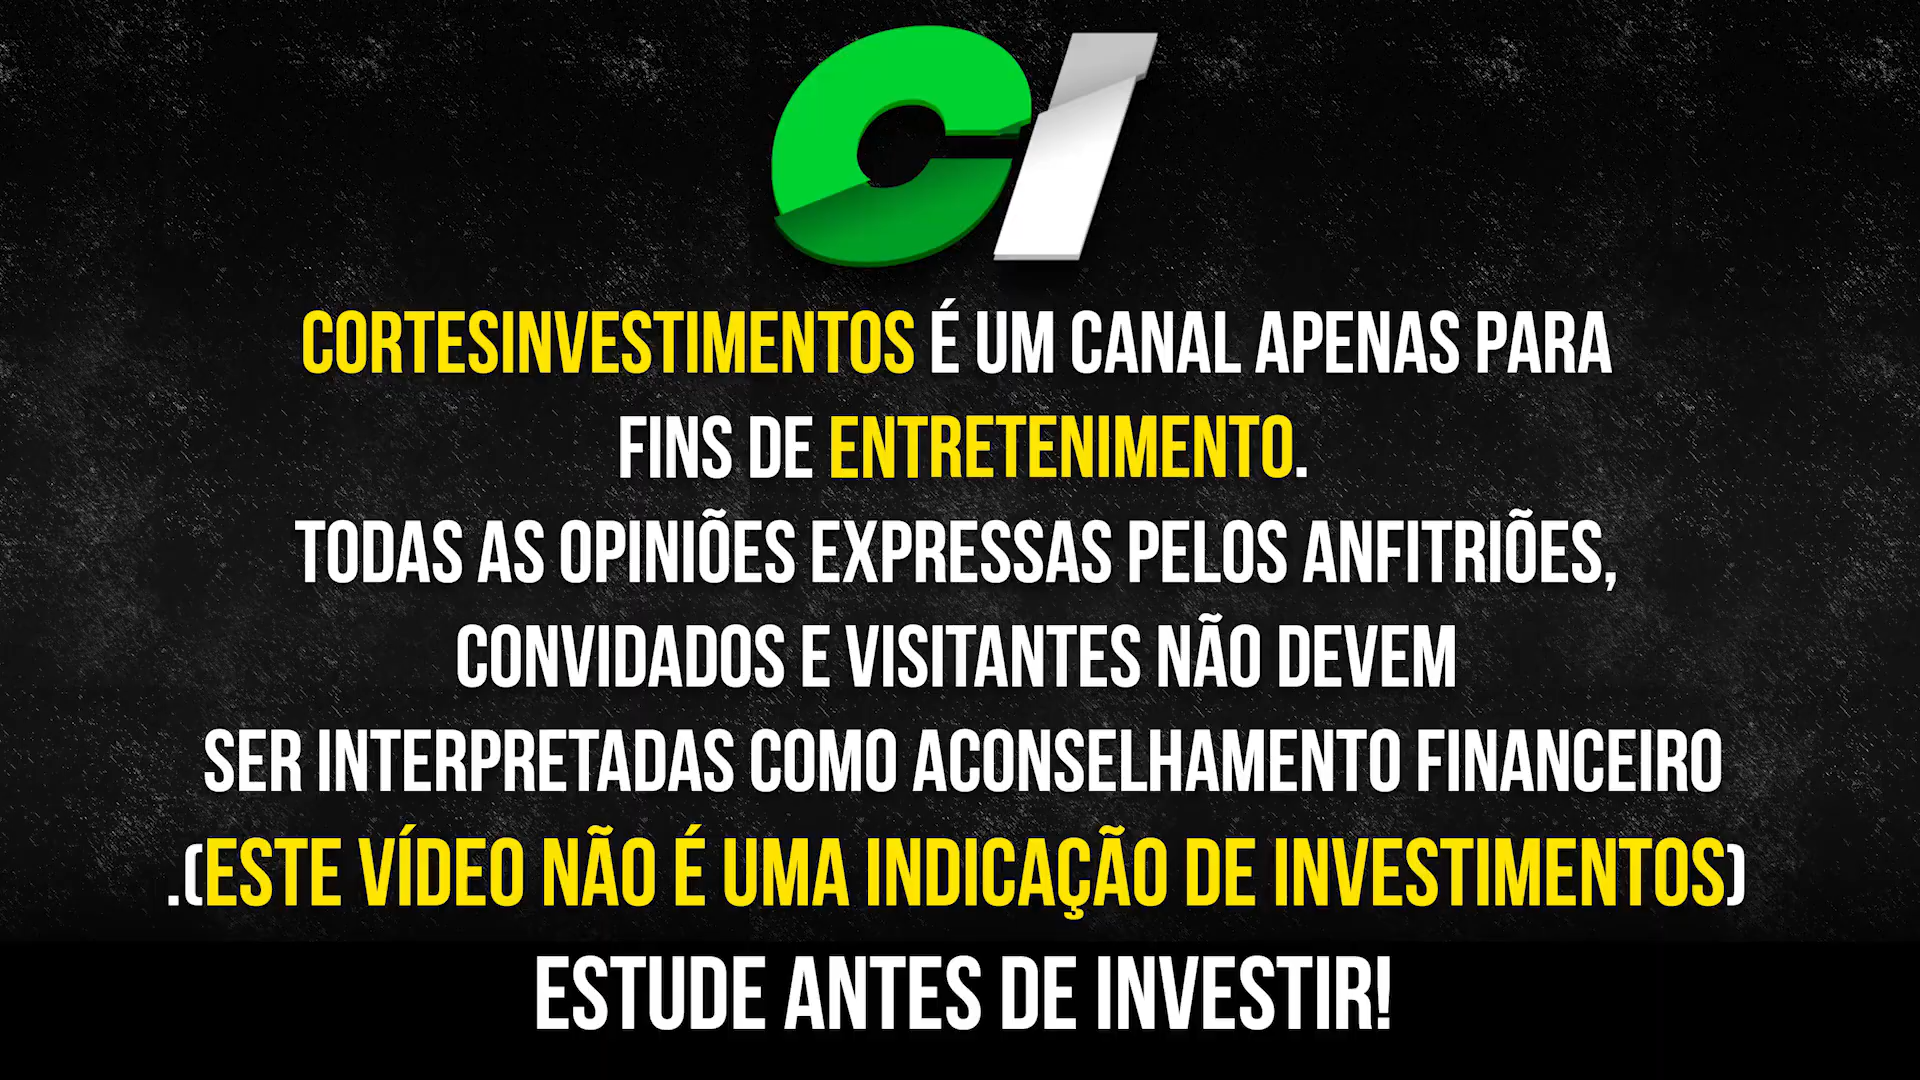 CI
CORTESINVESTIMENTOS É UM CANAL APENAS PARA
FINS DE ENTRETENIMENTO.
TODAS AS OPINIÕES EXPRESSAS PELOS ANFITRIÕES,
CONVIDADOS E VISITANTES NÃO DEVEM
SER INTERPRETADAS COMO ACONSELHAMENTO FINANCEIRO
.(ESTE VÍDEO NÃO É UMA INDICAÇÃO DE INVESTIMENTOS)
ESTUDE ANTES DE INVESTIR!